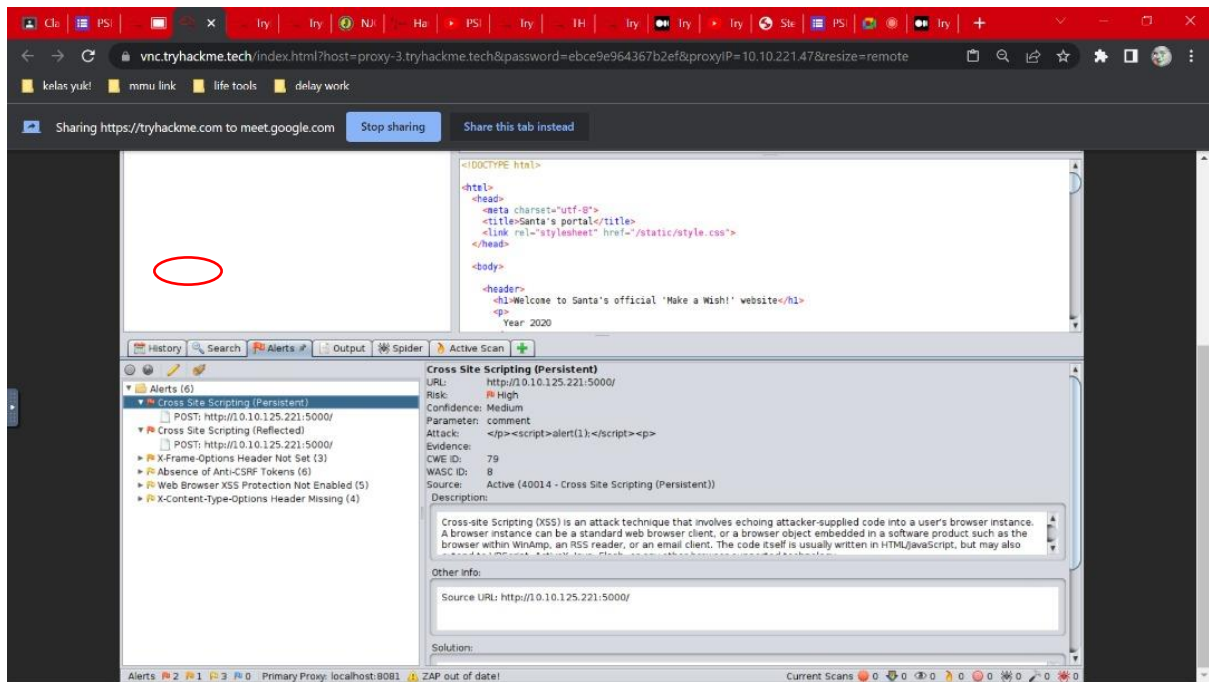 Cla
PSI
Try
Try
NJ
Ha
PSI
Try
TH
Try
Try
Try
Ste
PSI
Try
vnc.tryhackme.tech/index.html?host=proxy-3.tryhackme.tech&password=ebce9e964367b2ef&proxyIP=10.10.221.47&resize=remote
kelas yuk! mmu link life tools delay work
Sharing https://tryhackme.com to meet.google.com Stop sharing Share this tab instead
<!DOCTYPE html>
<html>
<head>
<meta charset="utf-8">
<title>Santa's portal</title>
<link rel="stylesheet" href="/static/style.css">
</head>
<body>
<header>
<h1>Welcome to Santa's official 'Make a Wish!' website</h1>
<p>
Year 2020
History Search Alerts Output Spider Active Scan
Alerts (6)
Cross Site Scripting (Persistent)
POST: http://10.10.125.221:5000/
Cross Site Scripting (Reflected)
POST: http://10.10.125.221:5000/
X-Frame-Options Header Not Set (3)
Absence of Anti-CSRF Tokens (6)
Web Browser XSS Protection Not Enabled (5)
X-Content-Type-Options Header Missing (4)
Cross Site Scripting (Persistent)
URL: http://10.10.125.221:5000/
Risk: High
Confidence: Medium
Parameter: comment
Attack: </p><script>alert(1);</script><p>
Evidence:
CWE ID: 79
WASC ID: 8
Source: Active (40014 - Cross Site Scripting (Persistent))
Description:
Cross-site Scripting (XSS) is an attack technique that involves echoing attacker-supplied code into a user's browser instance.
A browser instance can be a standard web browser client, or a browser object embedded in a software product such as the
browser within WinAmp, an RSS reader, or an email client. The code itself is usually written in HTML/JavaScript, but may also
Other Info:
Source URL: http://10.10.125.221:5000/
Solution:
Alerts 2 1 3 0 Primary Proxy: localhost:8081 ZAP out of date! Current Scans 0 0 0 0 0 0 0 0